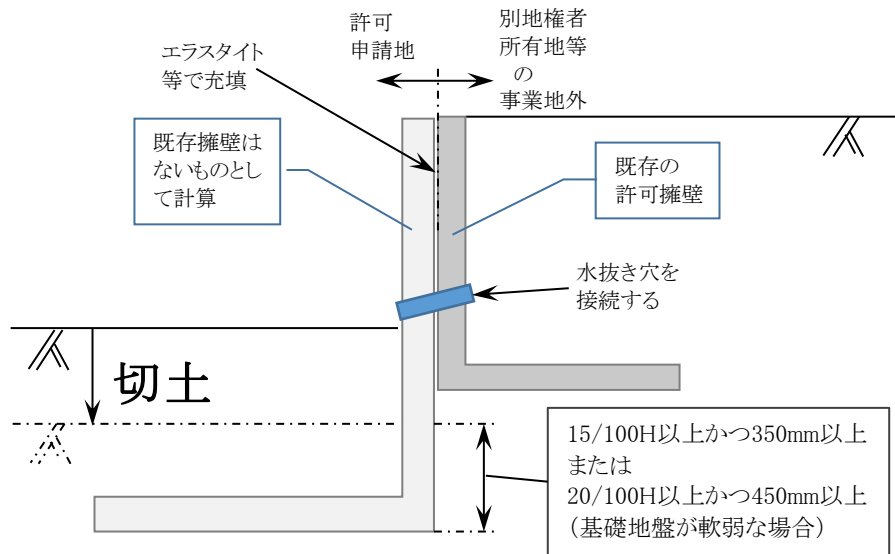 エラスタイト
等で充填
許可
申請地
別地権者
所有地等
の
事業地外
既存擁壁は
ないものとし
て計算
既存の
許可擁壁
水抜き穴を
接続する
切土
15/100H以上かつ350mm以上
または
20/100H以上かつ450mm以上
（基礎地盤が軟弱な場合）